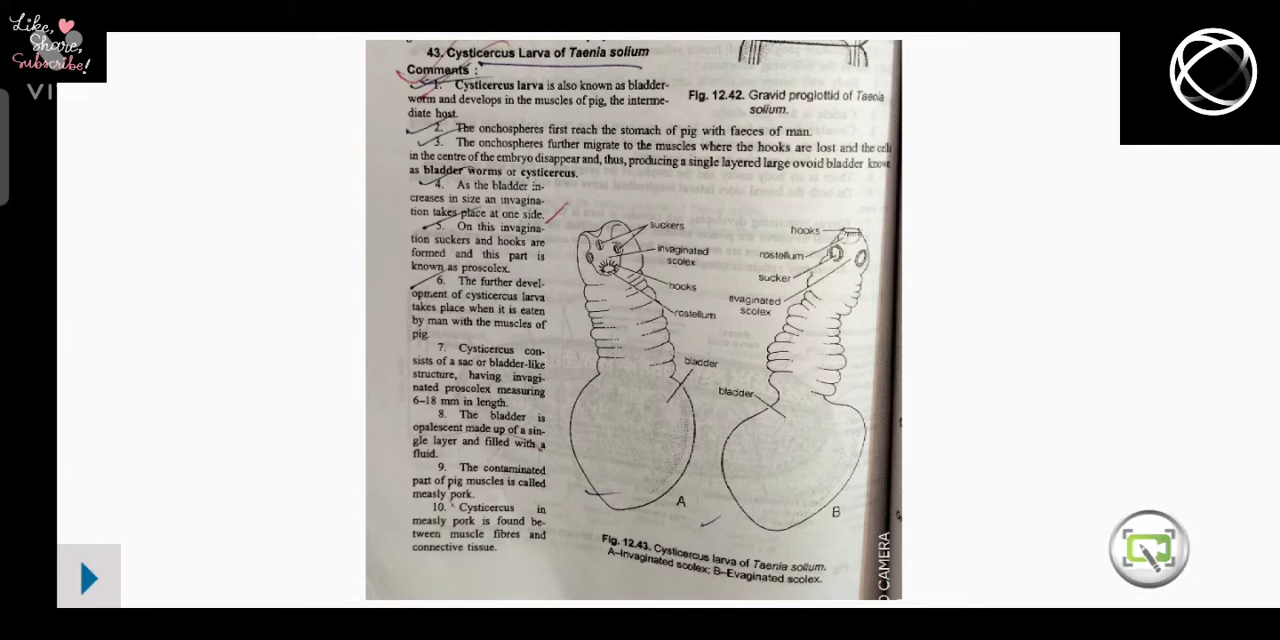 Like,
Share,
Subscribe!
VI
43. Cysticercus Larva of Taenia solium
Comments :
1. Cysticercus larva is also known as bladder-
worm and develops in the muscles of pig, the interme-
diate host.
Fig. 12.42. Gravid proglottid of Taenia
solium.
2. The onchospheres first reach the stomach of pig with faeces of man.
3. The onchospheres further migrate to the muscles where the hooks are lost and the cells
in the centre of the embryo disappear and, thus, producing a single layered large ovoid bladder known
as bladder worms or cysticercus.
4. As the bladder in-
creases in size an invagina-
tion takes place at one side.
5. On this invagina-
tion suckers and hooks are
formed and this part is
known as proscolex.
6. The further devel-
opment of cysticercus larva
takes place when it is eaten
by man with the muscles of
pig.
7. Cysticercus con-
sists of a sac or bladder-like
structure, having invagi-
nated proscolex measuring
6–18 mm in length.
8. The bladder is
opalescent made up of a sin-
gle layer and filled with a
fluid.
9. The contaminated
part of pig muscles is called
measly pork.
10. Cysticercus in
measly pork is found be-
tween muscle fibres and
connective tissue.
suckers
invaginated
scolex
hooks
rostellum
bladder
A
hooks
rostellum
sucker
evaginated
scolex
bladder
B
Fig. 12.43. Cysticercus larva of Taenia solium.
A–Invaginated scolex; B–Evaginated scolex.
CAMERA